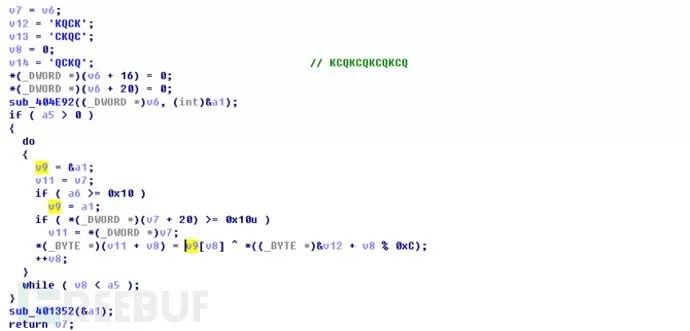 v7 = v6;
v12 = 'KQCK';
v13 = 'CKQC';
v8 = 0;
v14 = 'QCKQ'; // KCQKCQKCQKCQ
*(_DWORD *)(v6 + 16) = 0;
*(_DWORD *)(v6 + 20) = 0;
sub_404E92((_DWORD *)v6, (int)&a1);
if ( a5 > 0 )
{
do
{
v9 = &a1;
v11 = v7;
if ( a6 >= 0x10 )
v9 = a1;
if ( *(_DWORD *)(v7 + 20) >= 0x10u )
v11 = *(_DWORD *)v7;
*(_BYTE *)(v11 + v8) = v9[v8] ^ *((_BYTE *)&v12 + v8 % 0xC);
++v8;
}
while ( v8 < a5 );
}
sub_401352(&a1);
return v7;
REEBUF